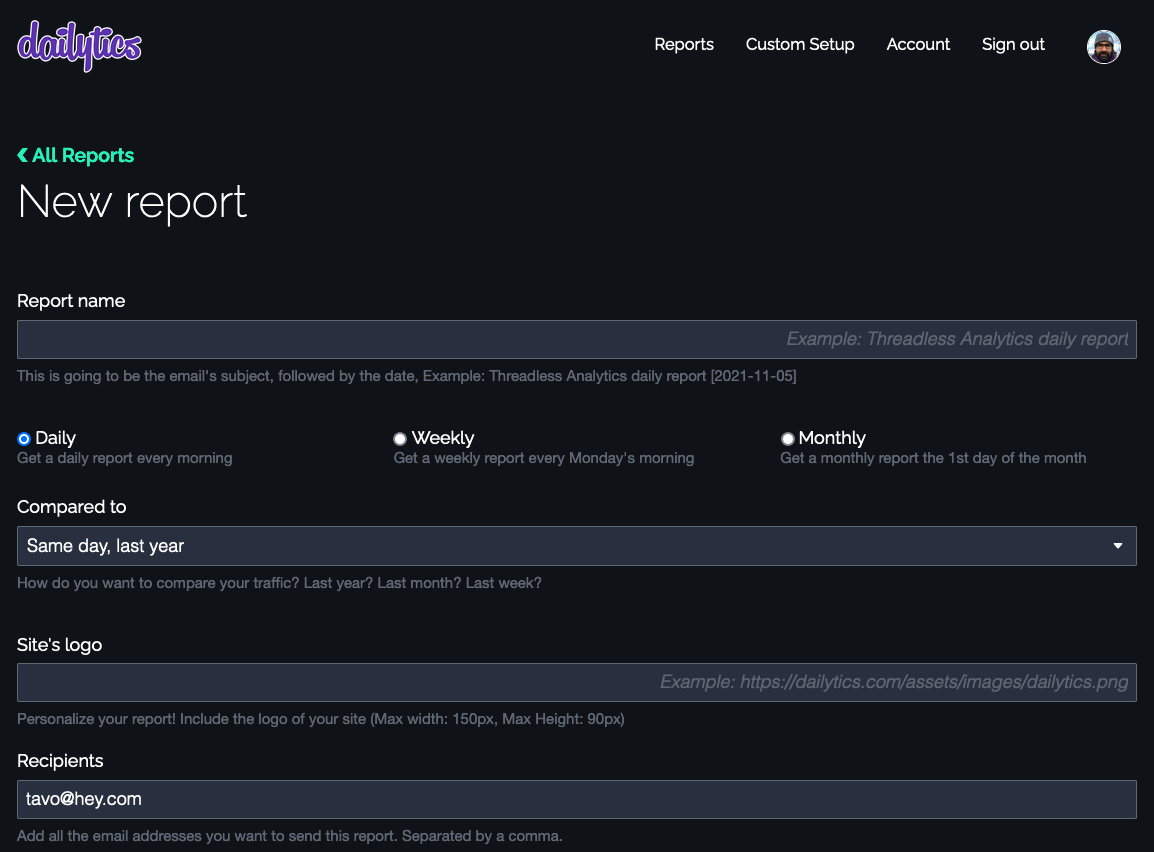 dailytics
Reports Custom Setup Account Sign out
❮ All Reports
New report
Report name
Example: Threadless Analytics daily report
This is going to be the email's subject, followed by the date, Example: Threadless Analytics daily report [2021-11-05]
Daily Weekly Monthly
Get a daily report every morning Get a weekly report every Monday's morning Get a monthly report the 1st day of the month
Compared to
Same day, last year
How do you want to compare your traffic? Last year? Last month? Last week?
Site's logo
Example: https://dailytics.com/assets/images/dailytics.png
Personalize your report! Include the logo of your site (Max width: 150px, Max Height: 90px)
Recipients
tavo@hey.com
Add all the email addresses you want to send this report. Separated by a comma.